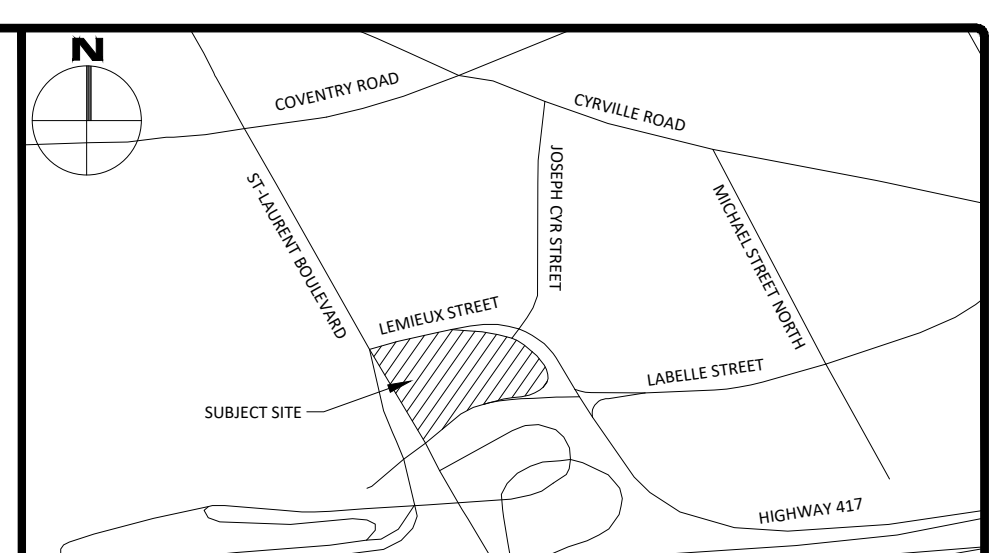 N
COVENTRY ROAD
CYRVILLE ROAD
ST-LAURENT BOULEVARD
JOSEPH CYR STREET
MICHAEL STREET NORTH
LEMIEUX STREET
LABELLE STREET
SUBJECT SITE
HIGHWAY 417